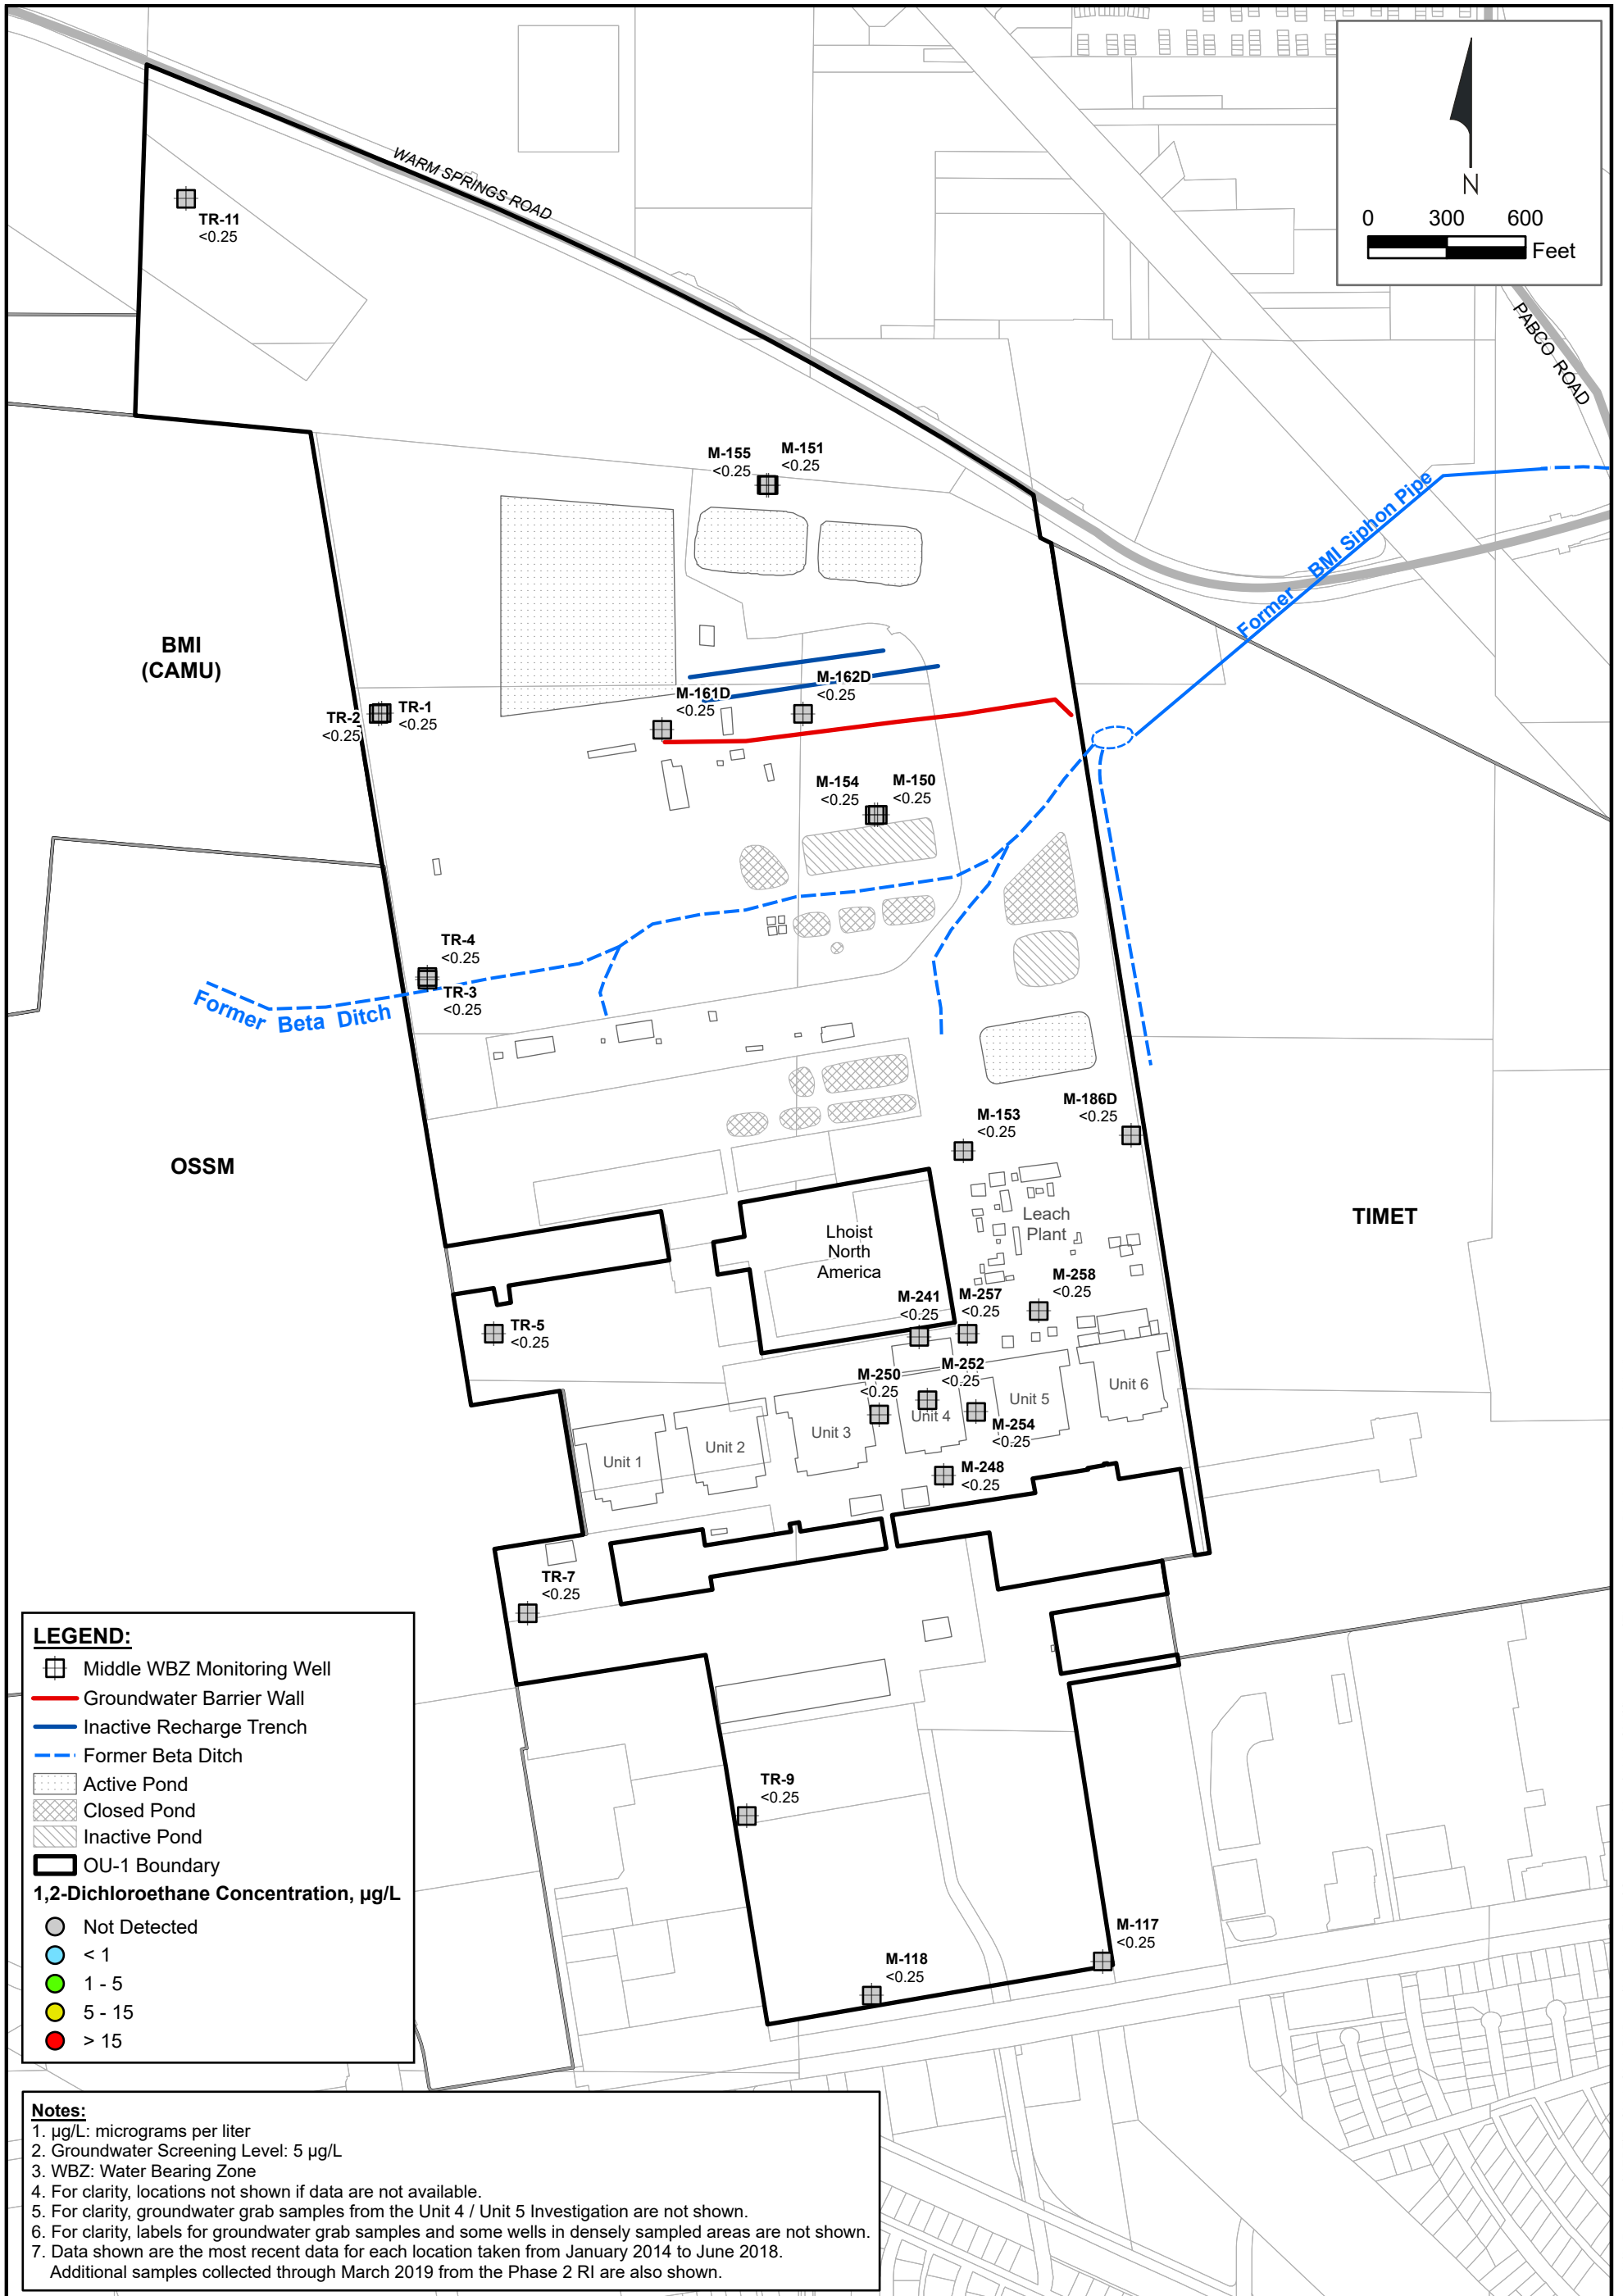 N
0 300 600
Feet
WARM SPRINGS ROAD
PABCO ROAD
TR-11
<0.25
M-155
<0.25
M-151
<0.25
Former BMI Siphon Pipe
BMI
(CAMU)
M-161D
<0.25
M-162D
<0.25
TR-2
<0.25
TR-1
<0.25
M-154
<0.25
M-150
<0.25
TR-4
<0.25
TR-3
<0.25
Former Beta Ditch
M-186D
<0.25
M-153
<0.25
OSSM
TIMET
Leach
Plant
Lhoist
North
America
M-258
<0.25
M-241
<0.25
M-257
<0.25
TR-5
<0.25
M-250
<0.25
M-252
<0.25
M-254
<0.25
Unit 1
Unit 2
Unit 3
Unit 4
Unit 5
Unit 6
M-248
<0.25
TR-7
<0.25
TR-9
<0.25
M-117
<0.25
M-118
<0.25
LEGEND:
Middle WBZ Monitoring Well
Groundwater Barrier Wall
Inactive Recharge Trench
Former Beta Ditch
Active Pond
Closed Pond
Inactive Pond
OU-1 Boundary
1,2-Dichloroethane Concentration, µg/L
Not Detected
< 1
1 - 5
5 - 15
> 15
Notes:
1. µg/L: micrograms per liter
2. Groundwater Screening Level: 5 µg/L
3. WBZ: Water Bearing Zone
4. For clarity, locations not shown if data are not available.
5. For clarity, groundwater grab samples from the Unit 4 / Unit 5 Investigation are not shown.
6. For clarity, labels for groundwater grab samples and some wells in densely sampled areas are not shown.
7. Data shown are the most recent data for each location taken from January 2014 to June 2018.
Additional samples collected through March 2019 from the Phase 2 RI are also shown.